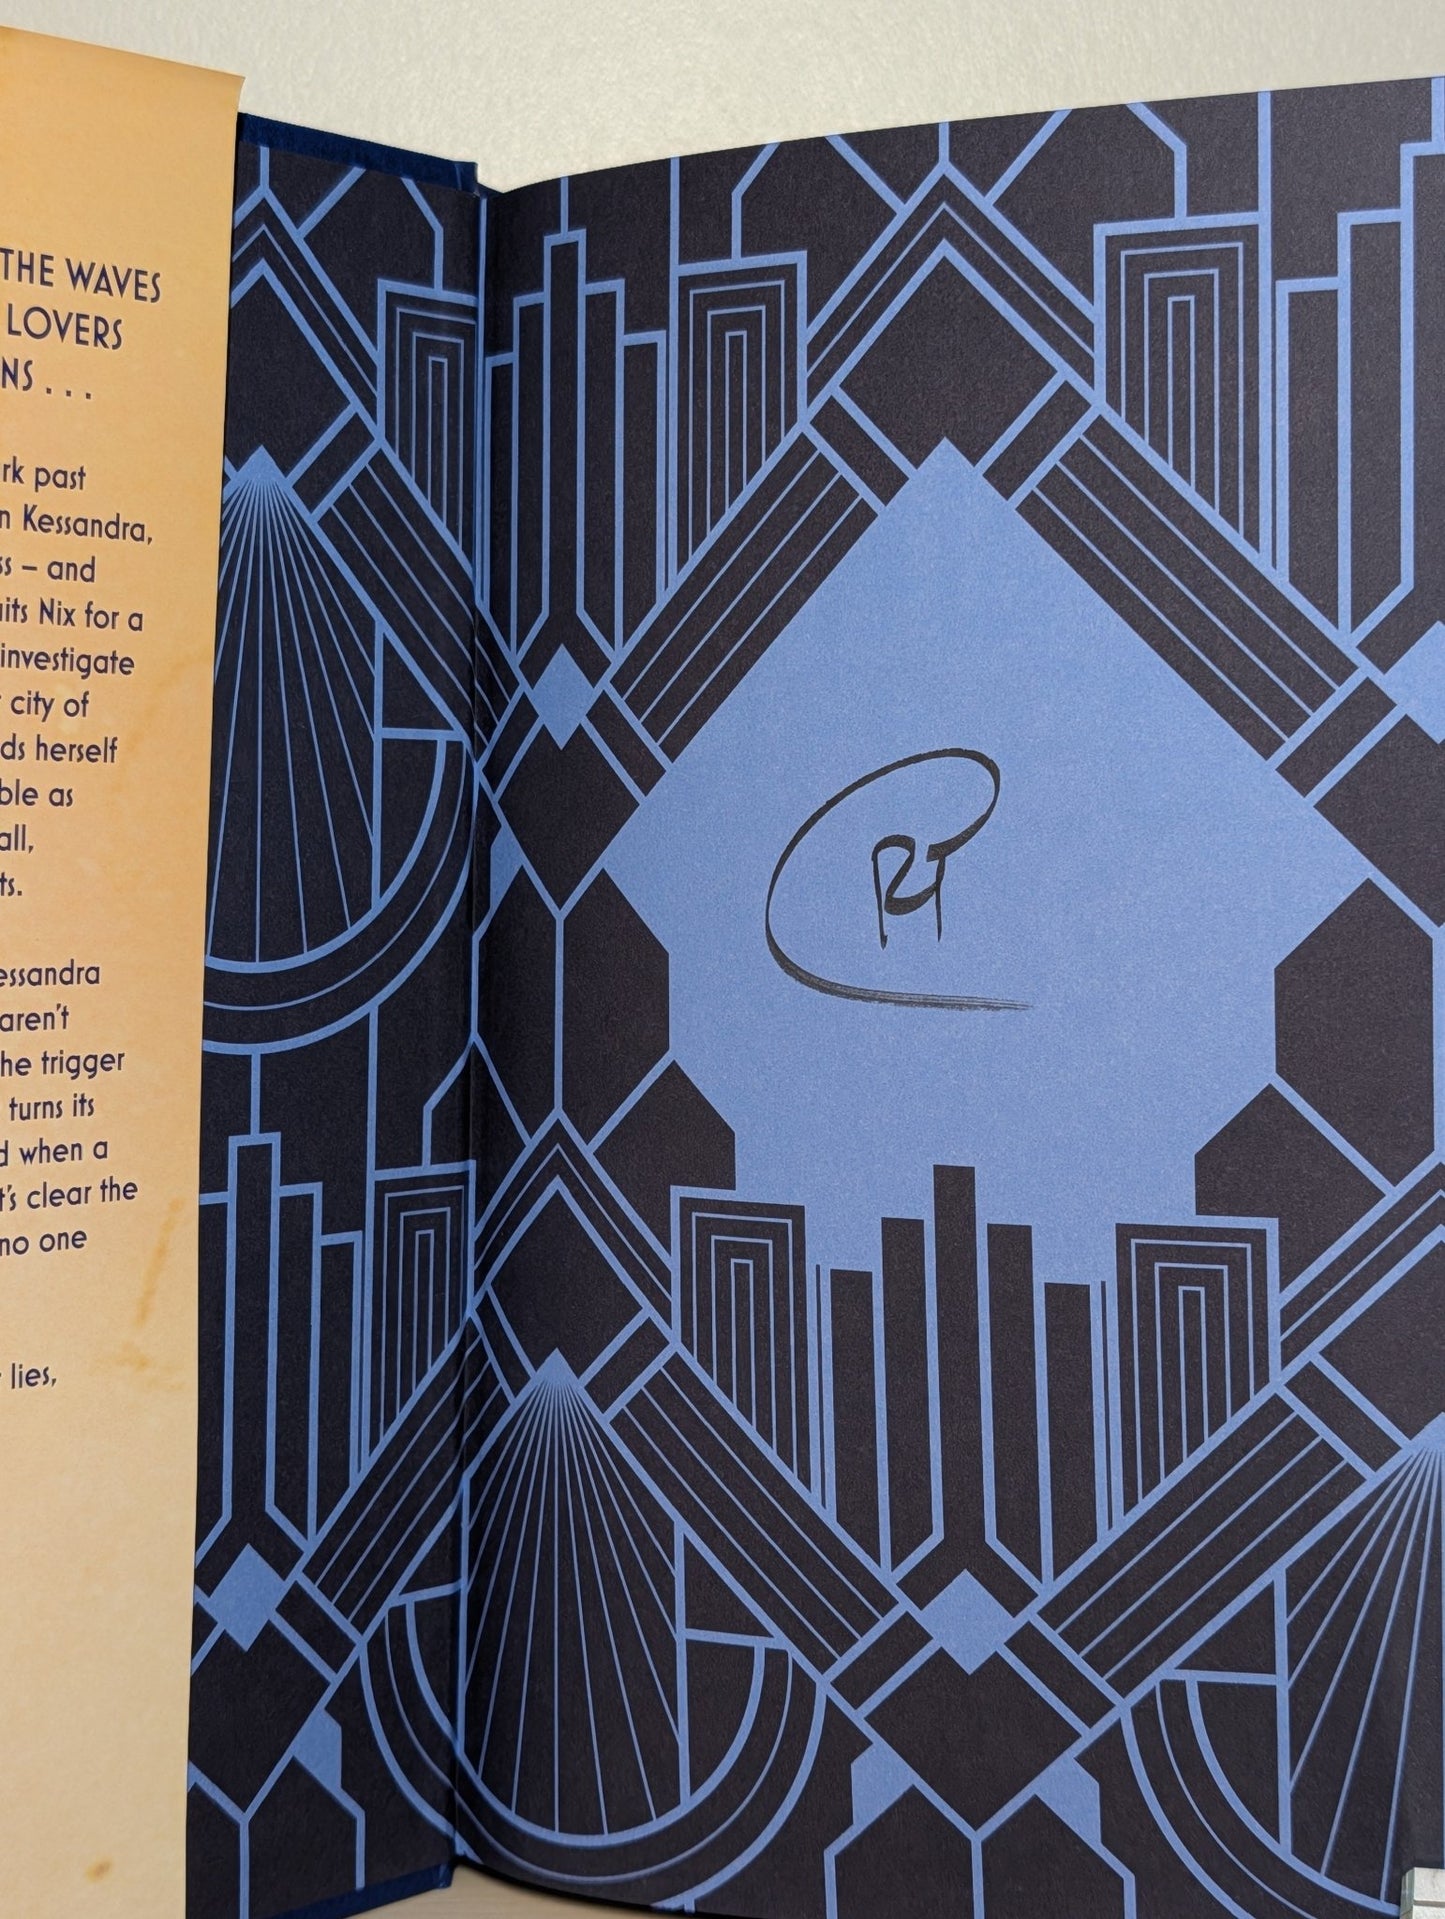 THE WAVES
LOVERS
NS . . .
rk past
n Kessandra,
ss – and
its Nix for a
investigate
city of
ds herself
ble as
all,
ts.
essandra
aren't
he trigger
turns its
d when a
t's clear the
no one
lies,